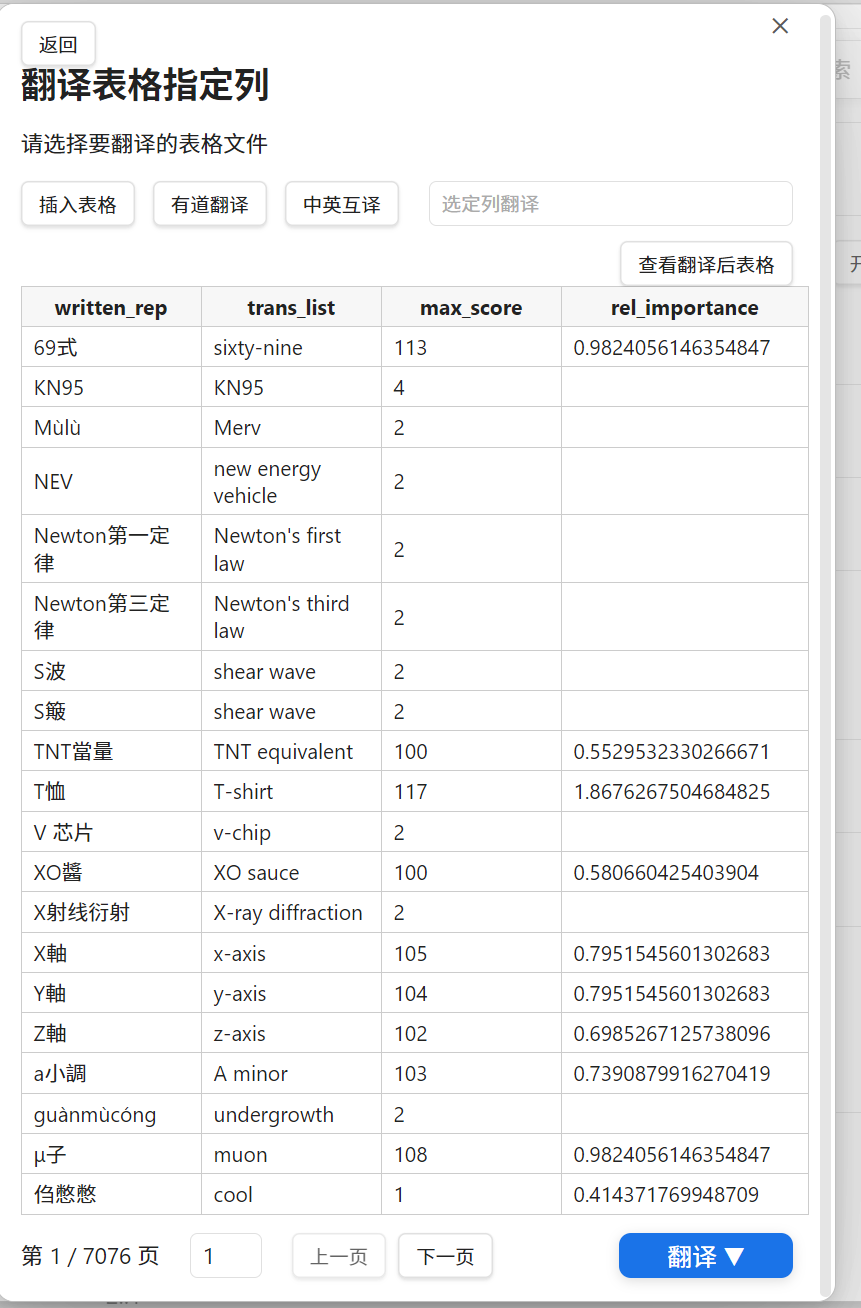 返回
翻译表格指定列
请选择要翻译的表格文件
插入表格 有道翻译 中英互译 选定列翻译
查看翻译后表格
written_rep trans_list max_score rel_importance
69式 sixty-nine 113 0.9824056146354847
KN95 KN95 4
Mùlù Merv 2
NEV new energy vehicle 2
Newton第一定律 Newton's first law 2
Newton第三定律 Newton's third law 2
S波 shear wave 2
S簸 shear wave 2
TNT當量 TNT equivalent 100 0.5529532330266671
T恤 T-shirt 117 1.8676267504684825
V 芯片 v-chip 2
XO醬 XO sauce 100 0.580660425403904
X射线衍射 X-ray diffraction 2
X軸 x-axis 105 0.7951545601302683
Y軸 y-axis 104 0.7951545601302683
Z軸 z-axis 102 0.6985267125738096
a小調 A minor 103 0.7390879916270419
guànmùcóng undergrowth 2
μ子 muon 108 0.9824056146354847
㑇憋憋 cool 1 0.414371769948709
第 1 / 7076 页 1 上一页 下一页 翻译 ▼
索